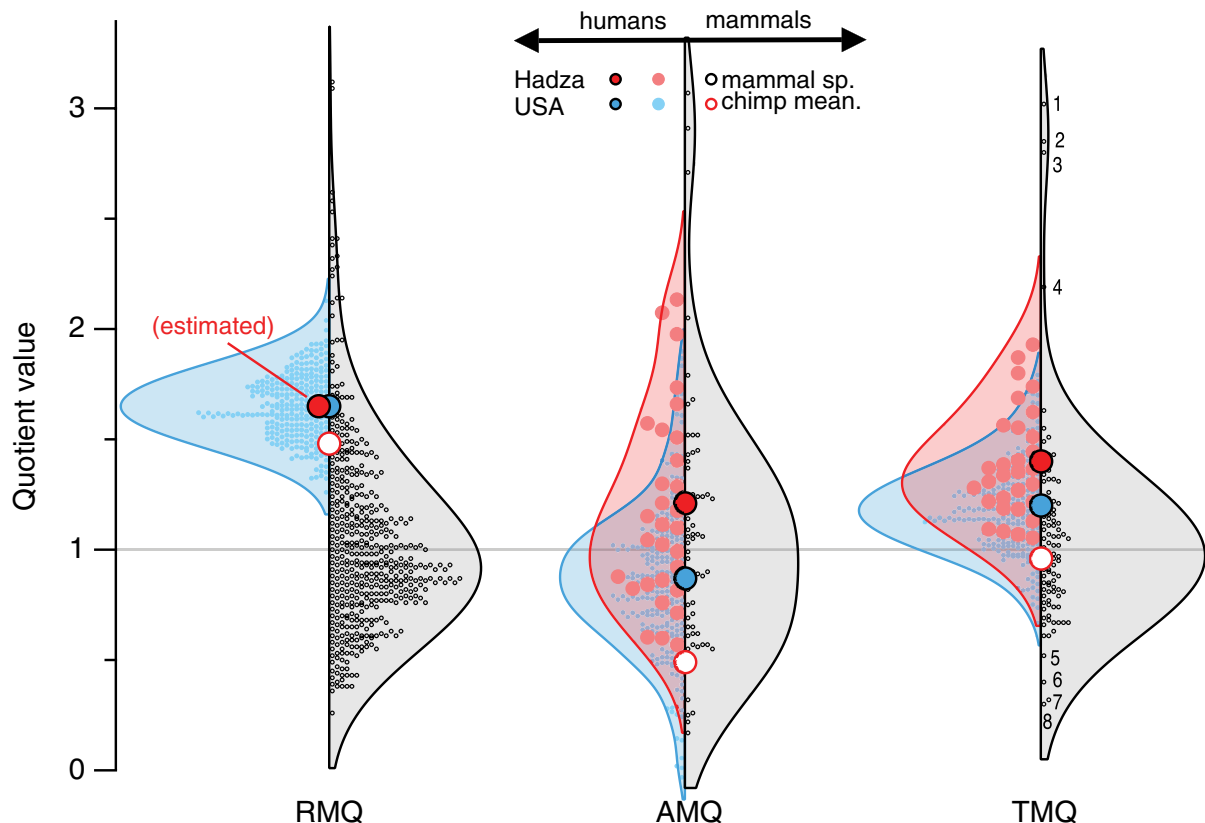 humans mammals
Hadza mammal sp.
USA chimp mean.
Quotient value
3
2
1
0
(estimated)
1
2
3
4
5
6
7
8
RMQ AMQ TMQ